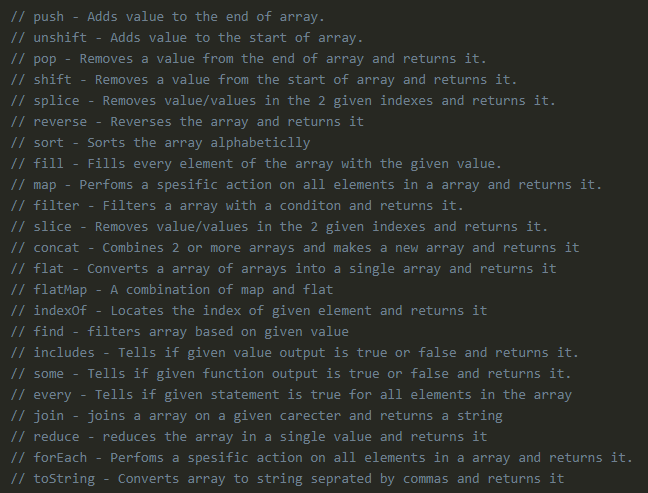 // push - Adds value to the end of array.
// unshift - Adds value to the start of array.
// pop - Removes a value from the end of array and returns it.
// shift - Removes a value from the start of array and returns it.
// splice - Removes value/values in the 2 given indexes and returns it.
// reverse - Reverses the array and returns it
// sort - Sorts the array alphabeticlly
// fill - Fills every element of the array with the given value.
// map - Perfoms a spesific action on all elements in a array and returns it.
// filter - Filters a array with a conditon and returns it.
// slice - Removes value/values in the 2 given indexes and returns it.
// concat - Combines 2 or more arrays and makes a new array and returns it
// flat - Converts a array of arrays into a single array and returns it
// flatMap - A combination of map and flat
// indexOf - Locates the index of given element and returns it
// find - filters array based on given value
// includes - Tells if given value output is true or false and returns it.
// some - Tells if given function output is true or false and returns it.
// every - Tells if given statement is true for all elements in the array
// join - joins a array on a given carecter and returns a string
// reduce - reduces the array in a single value and returns it
// forEach - Perfoms a spesific action on all elements in a array and returns it.
// toString - Converts array to string seprated by commas and returns it